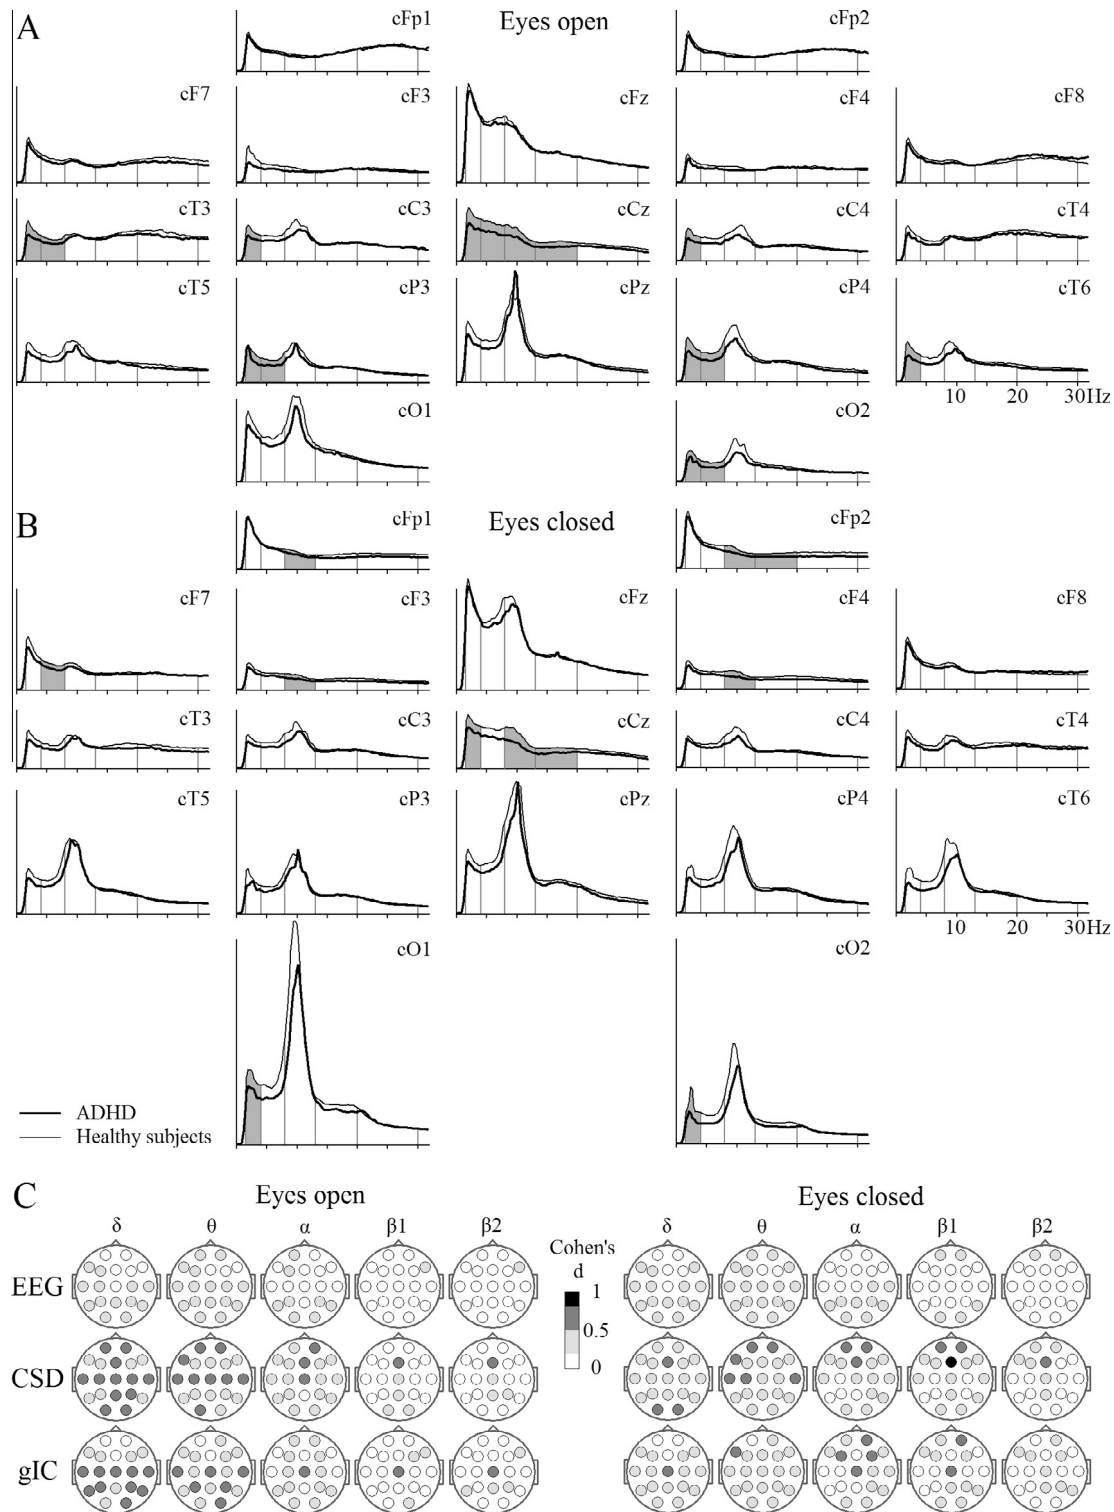 A
cFp1
Eyes open
cFp2
cF7
cF3
cFz
cF4
cF8
cT3
cC3
cCz
cC4
cT4
cT5
cP3
cPz
cP4
cT6
10 20 30Hz
cO1
cO2
B
cFp1
Eyes closed
cFp2
cF7
cF3
cFz
cF4
cF8
cT3
cC3
cCz
cC4
cT4
cT5
cP3
cPz
cP4
cT6
10 20 30Hz
cO1
cO2
ADHD
Healthy subjects
C
Eyes open
Eyes closed
δ θ α β1 β2
δ θ α β1 β2
Cohen's
d
1
0.5
0
EEG
CSD
gIC